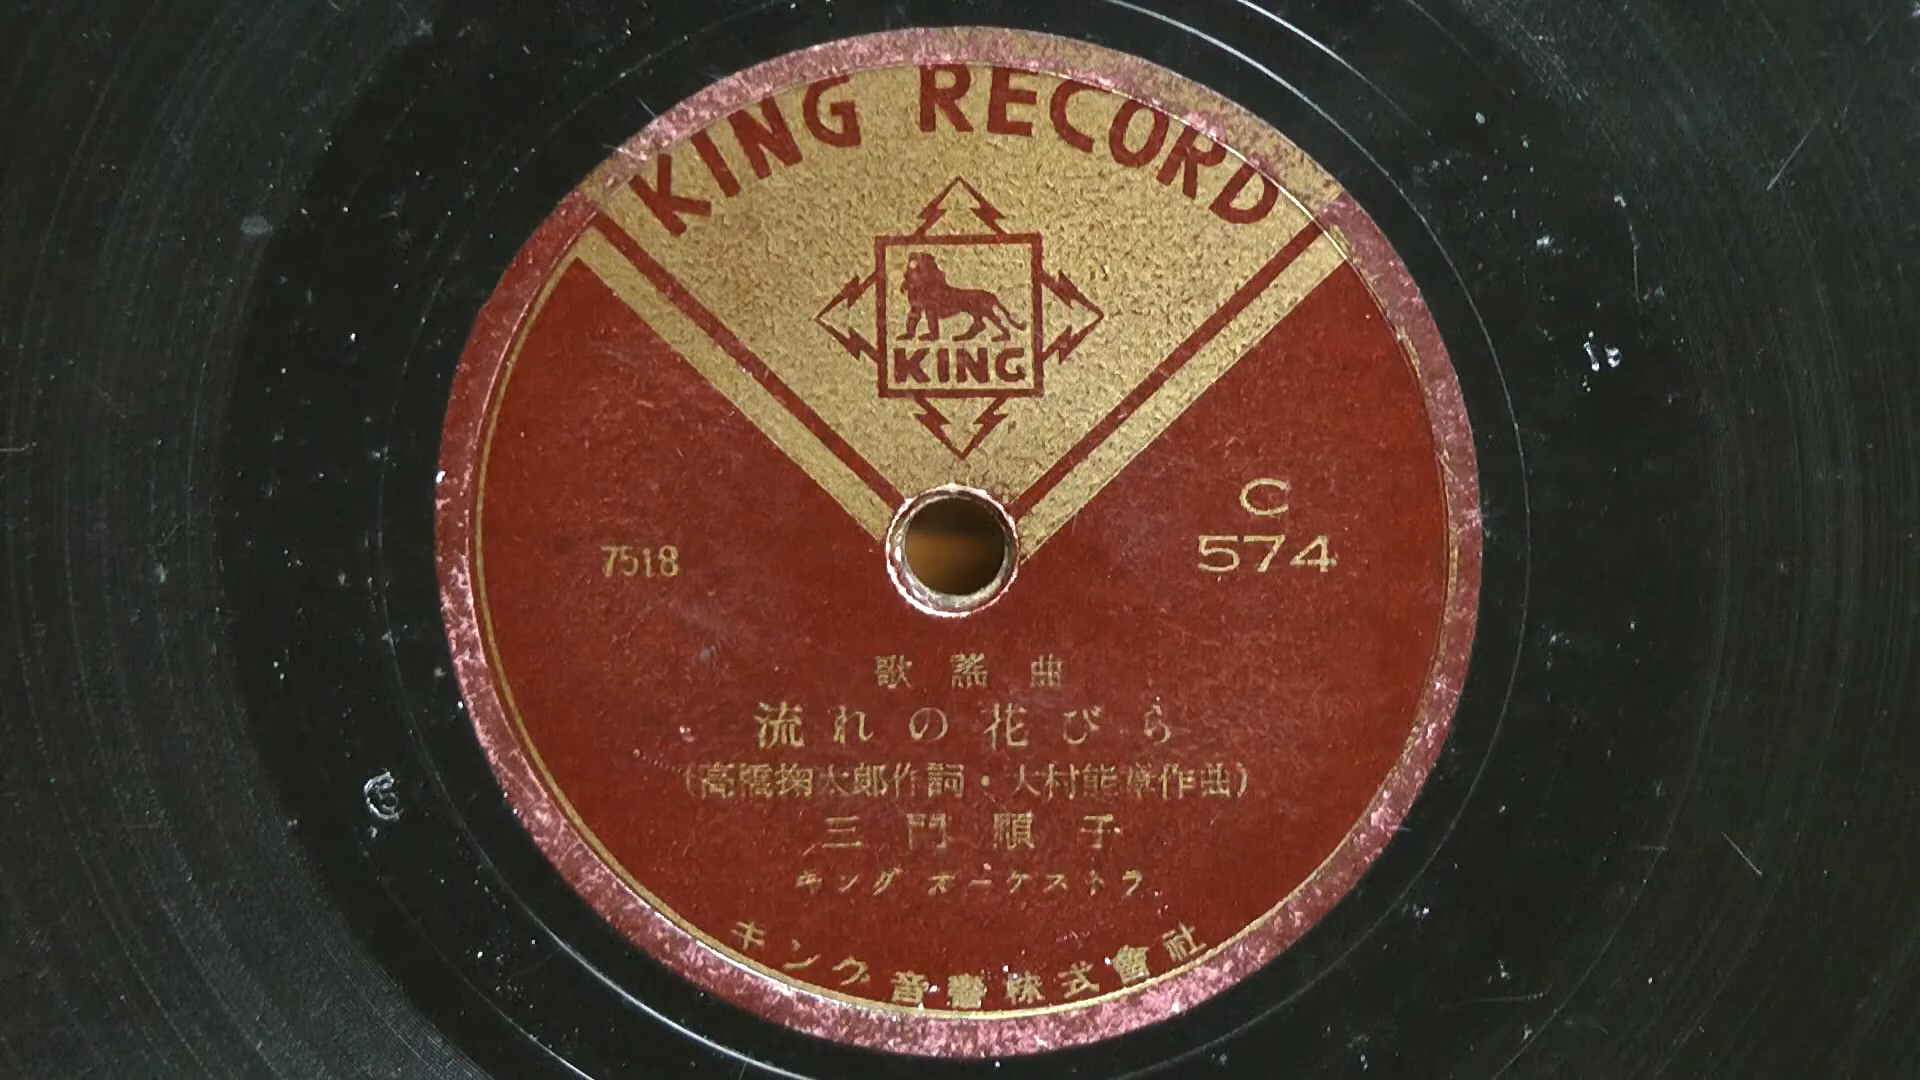 KING RECORD
KING
C
574
7518
歌謠曲
流れの花びら
(高橋掬太郎作詞・大村能章作曲)
三門順子
キングオーケストラ
キング音響株式會社